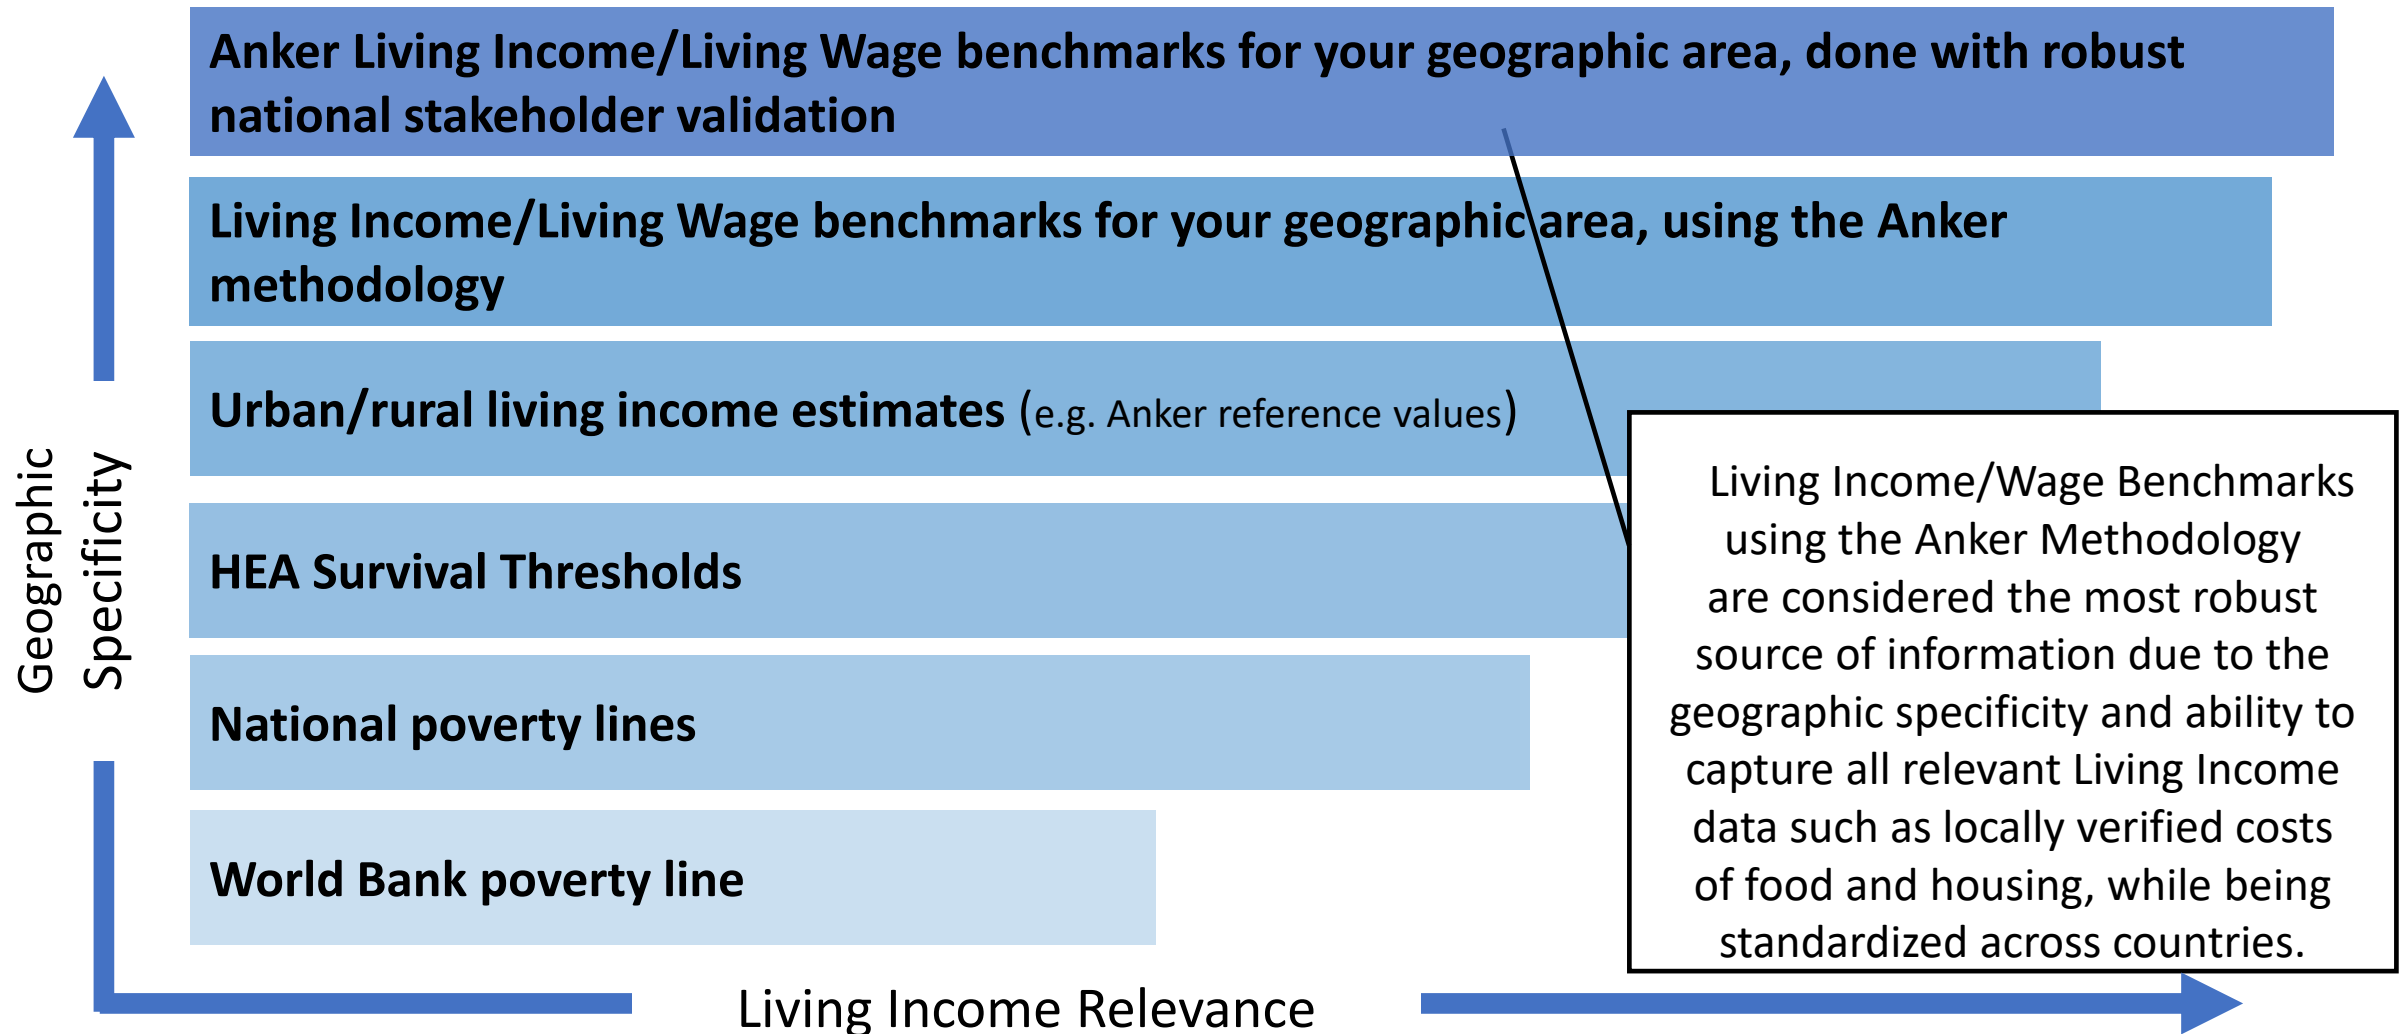 Anker Living Income/Living Wage benchmarks for your geographic area, done with robust
national stakeholder validation
Living Income/Living Wage benchmarks for your geographic area, using the Anker
methodology
Urban/rural living income estimates (e.g. Anker reference values)
HEA Survival Thresholds
National poverty lines
World Bank poverty line
Geographic
Specificity
Living Income/Wage Benchmarks
using the Anker Methodology
are considered the most robust
source of information due to the
geographic specificity and ability to
capture all relevant Living Income
data such as locally verified costs
of food and housing, while being
standardized across countries.
Living Income Relevance